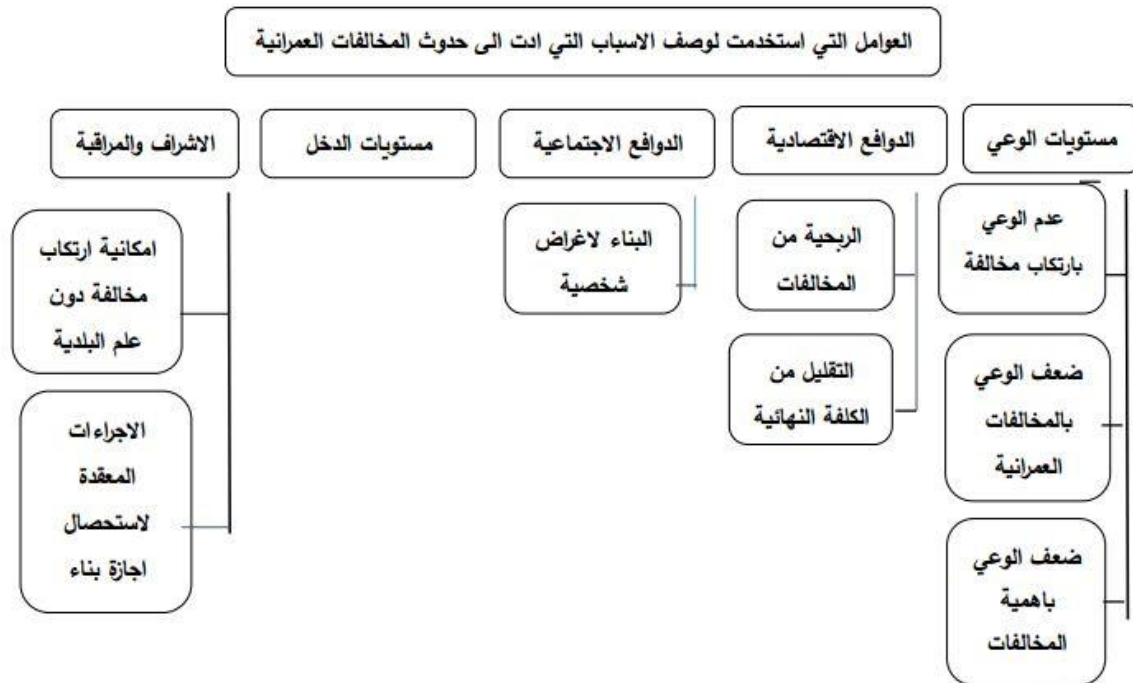 العوامل التي استخدمت لوصف الاسباب التي ادت الى حدوث المخالفات العمرانية
مستويات الوعي
عدم الوعي
بارتكاب مخالفة
ضعف الوعي
بالمخالفات
العمرانية
ضعف الوعي
باهمية
المخالفات
الدوافع الاقتصادية
الربحية من
المخالفات
التقليل من
الكلفة النهائية
الدوافع الاجتماعية
البناء لاغراض
شخصية
مستويات الدخل
الاشراف والمراقبة
امكانية ارتكاب
مخالفة دون
علم البلدية
الاجراءات
المعقدة
لاستحصال
اجازة بناء